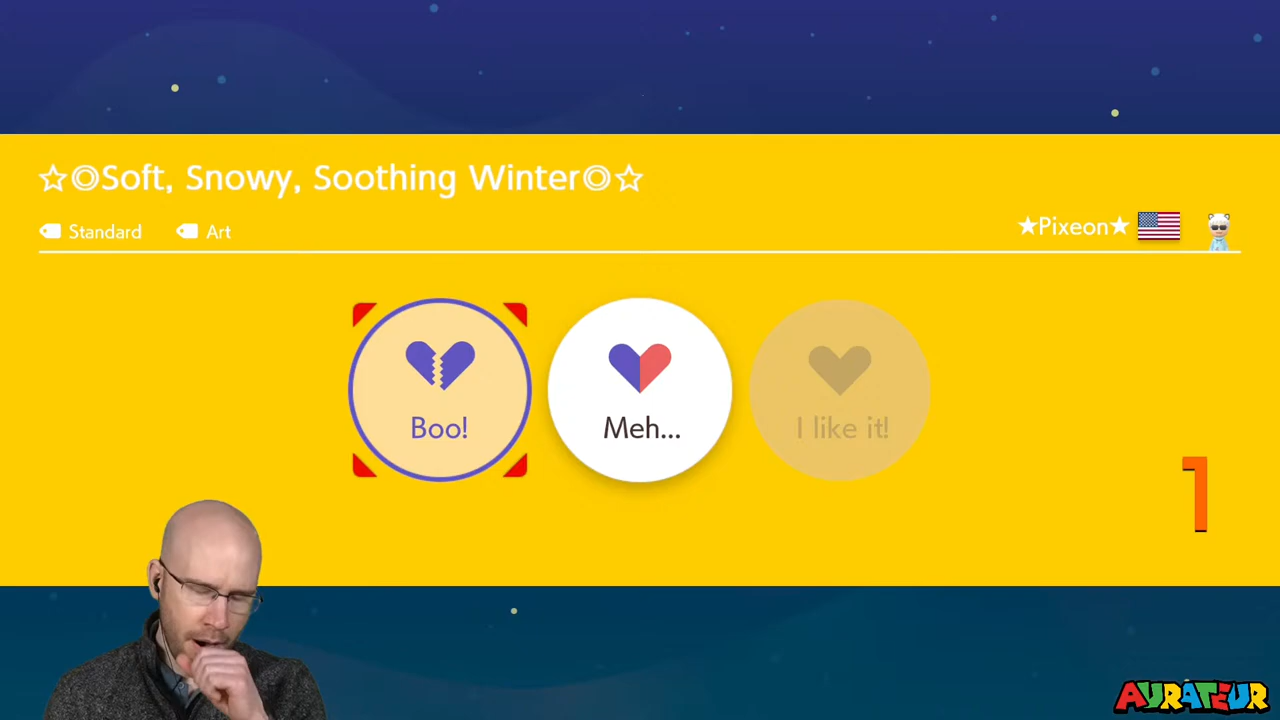 ☆◎Soft, Snowy, Soothing Winter◎☆
Standard Art
★Pixeon★
Boo!
Meh...
I like it!
1
AURATEUR